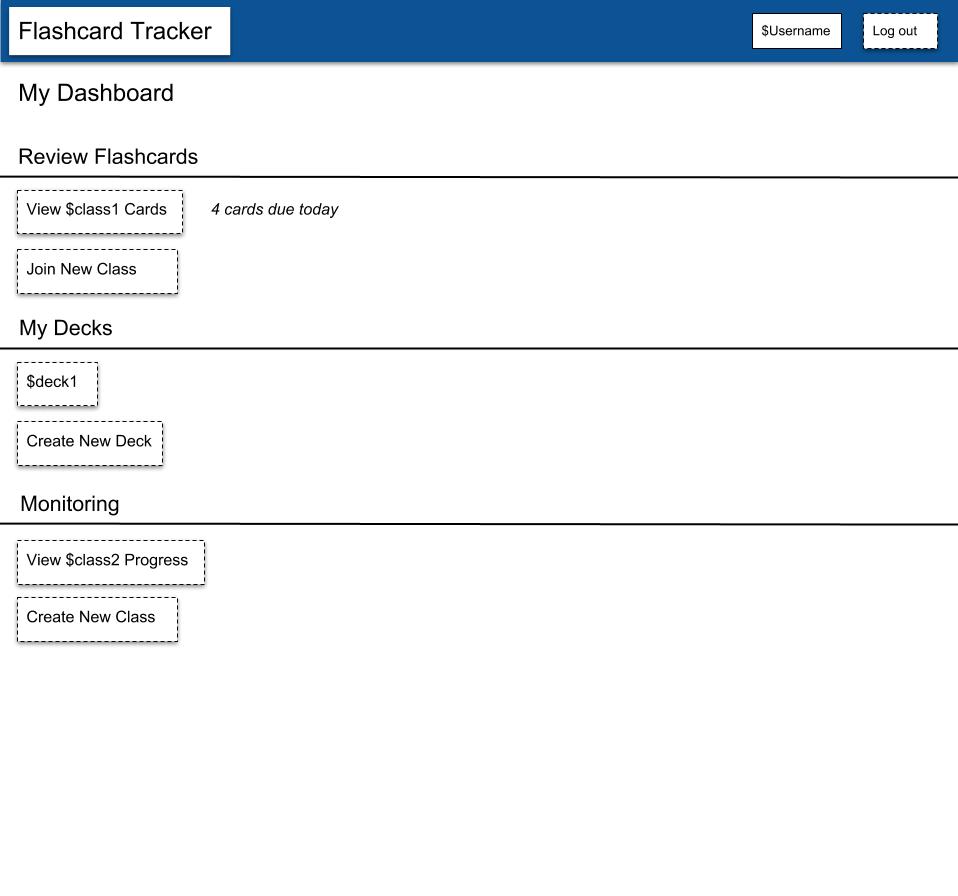 Flashcard Tracker
$Username
Log out
My Dashboard
Review Flashcards
View $class1 Cards
4 cards due today
Join New Class
My Decks
$deck1
Create New Deck
Monitoring
View $class2 Progress
Create New Class